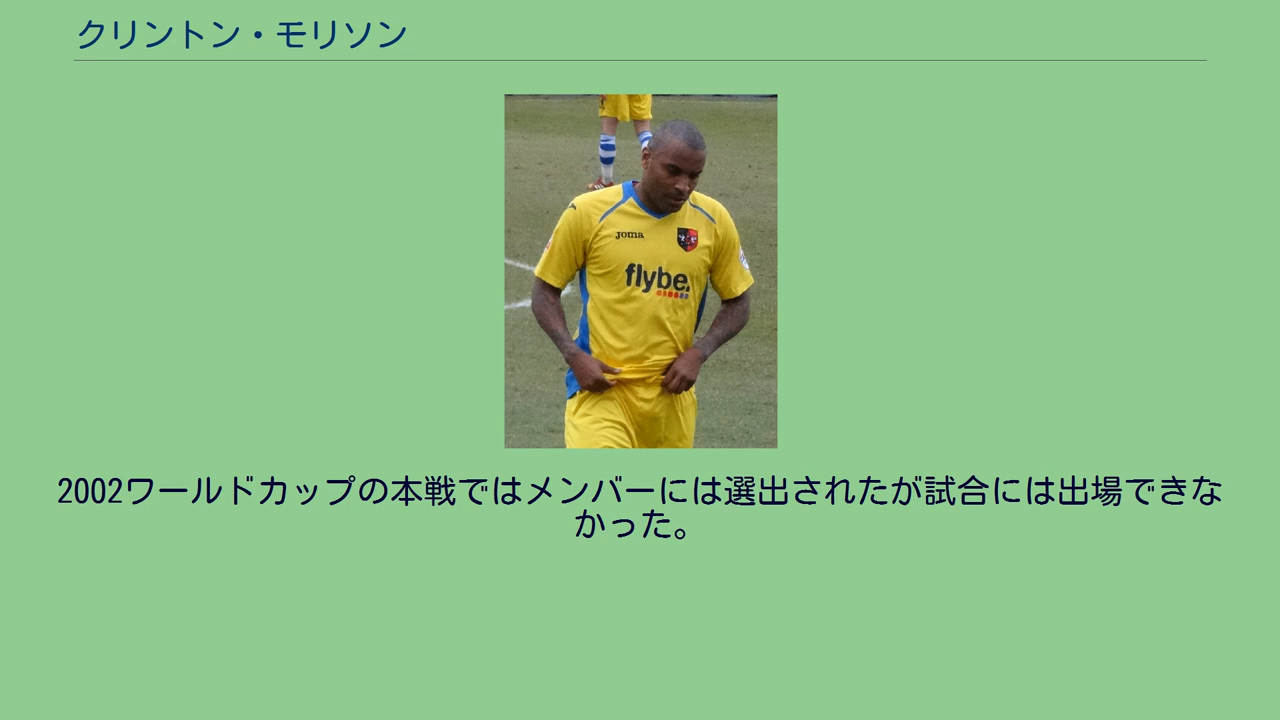 クリントン・モリソン
joma
flybe.
2002ワールドカップの本戦ではメンバーには選出されたが試合には出場できな
かった。